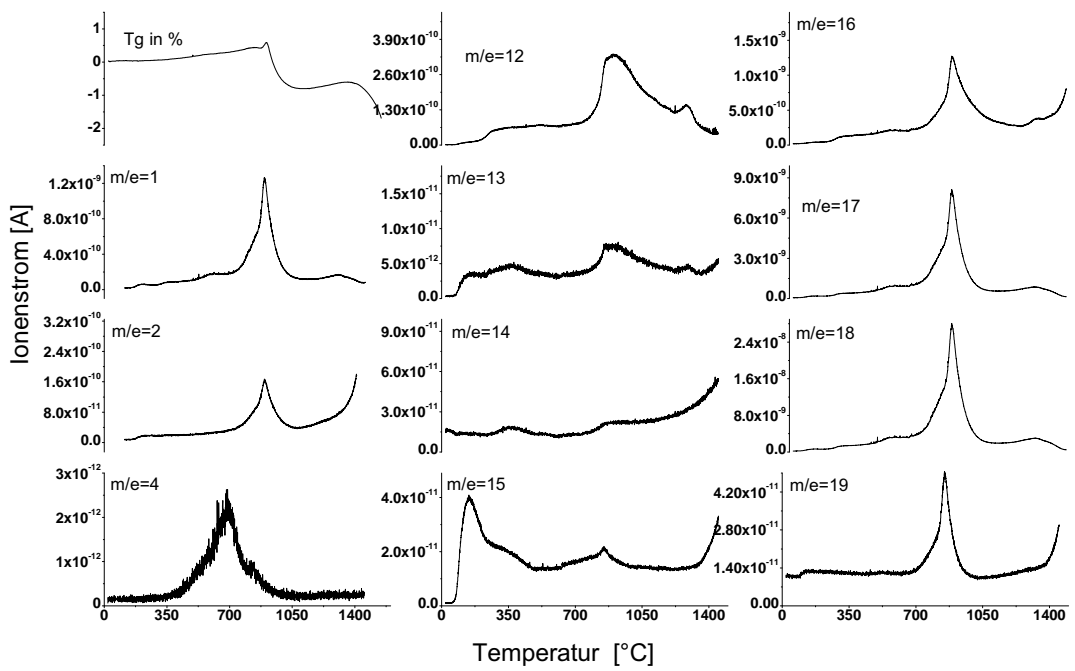 Tg in %
1
0
-1
-2
m/e=12
3.90x10⁻¹⁰
2.60x10⁻¹⁰
1.30x10⁻¹⁰
0.00
m/e=16
1.5x10⁻⁹
1.0x10⁻⁹
5.0x10⁻¹⁰
0.0
m/e=1
1.2x10⁻⁹
8.0x10⁻¹⁰
4.0x10⁻¹⁰
0.0
m/e=13
1.5x10⁻¹¹
1.0x10⁻¹¹
5.0x10⁻¹²
0.0
m/e=17
9.0x10⁻⁹
6.0x10⁻⁹
3.0x10⁻⁹
0.0
m/e=2
3.2x10⁻¹⁰
2.4x10⁻¹⁰
1.6x10⁻¹⁰
8.0x10⁻¹¹
0.0
m/e=14
9.0x10⁻¹¹
6.0x10⁻¹¹
3.0x10⁻¹¹
0.0
m/e=18
2.4x10⁻⁸
1.6x10⁻⁸
8.0x10⁻⁹
0.0
m/e=4
3x10⁻¹²
2x10⁻¹²
1x10⁻¹²
0
0 350 700 1050 1400
m/e=15
4.0x10⁻¹¹
2.0x10⁻¹¹
0.0
0 350 700 1050 1400
m/e=19
4.20x10⁻¹¹
2.80x10⁻¹¹
1.40x10⁻¹¹
0.00
0 350 700 1050 1400
Ionenstrom [A]
Temperatur [°C]